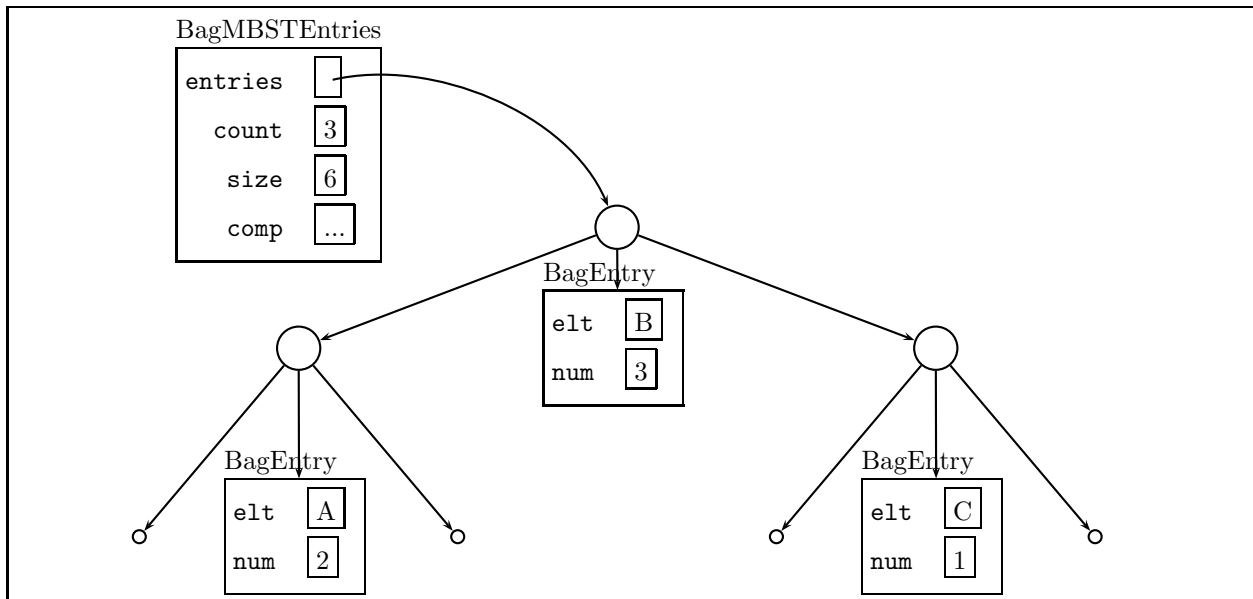 BagMBSTEntries
entries
count 3
size 6
comp ...
BagEntry
elt B
num 3
BagEntry
elt A
num 2
BagEntry
elt C
num 1